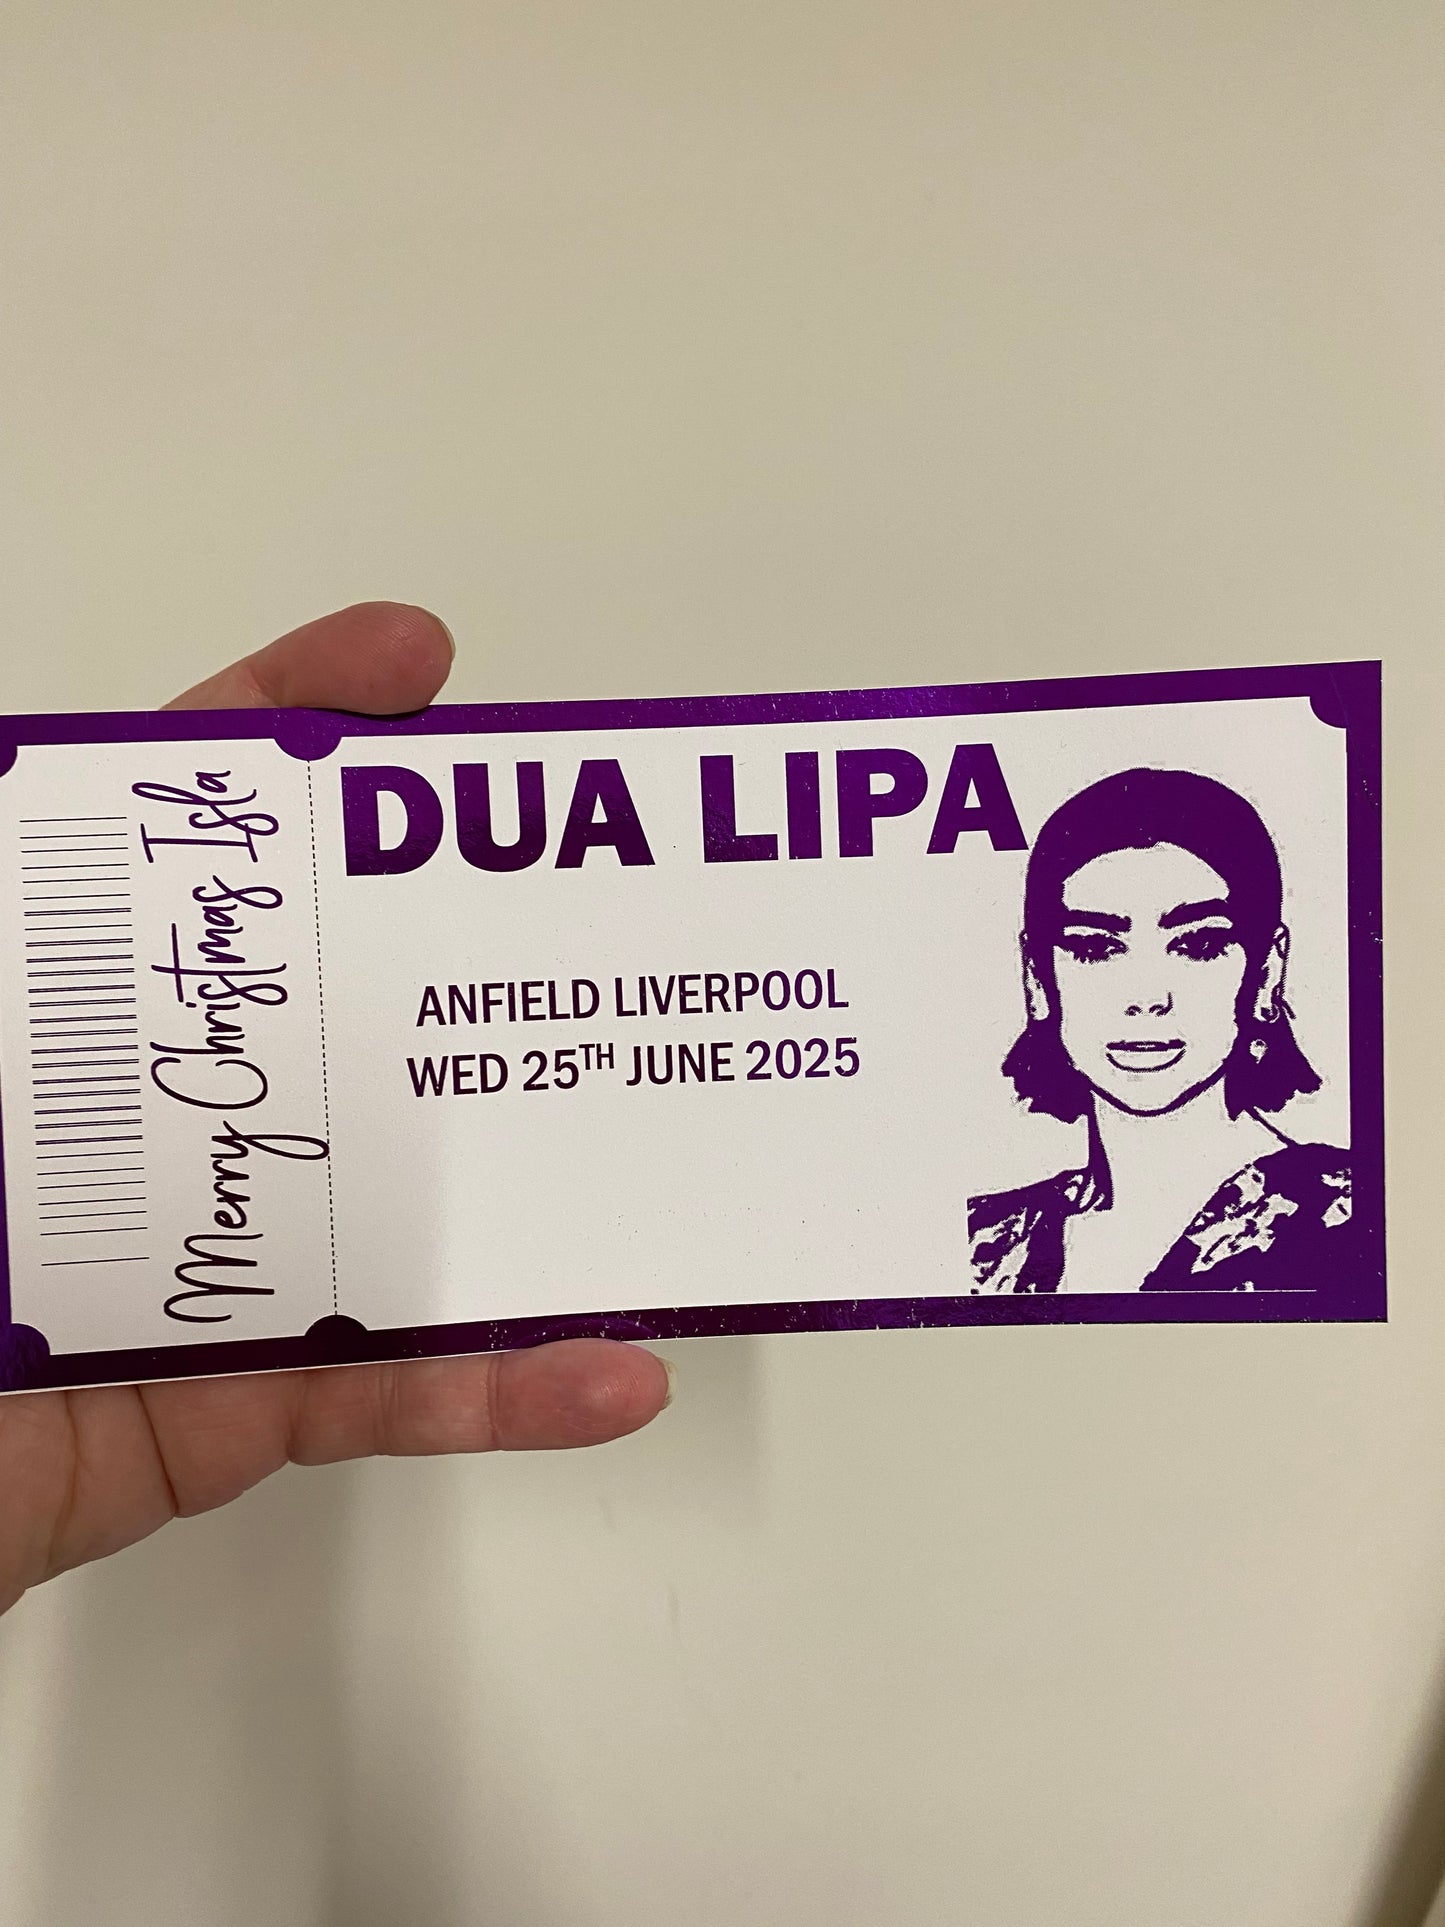 Merry Christmas Isla
DUA LIPA
ANFIELD LIVERPOOL
WED 25TH JUNE 2025